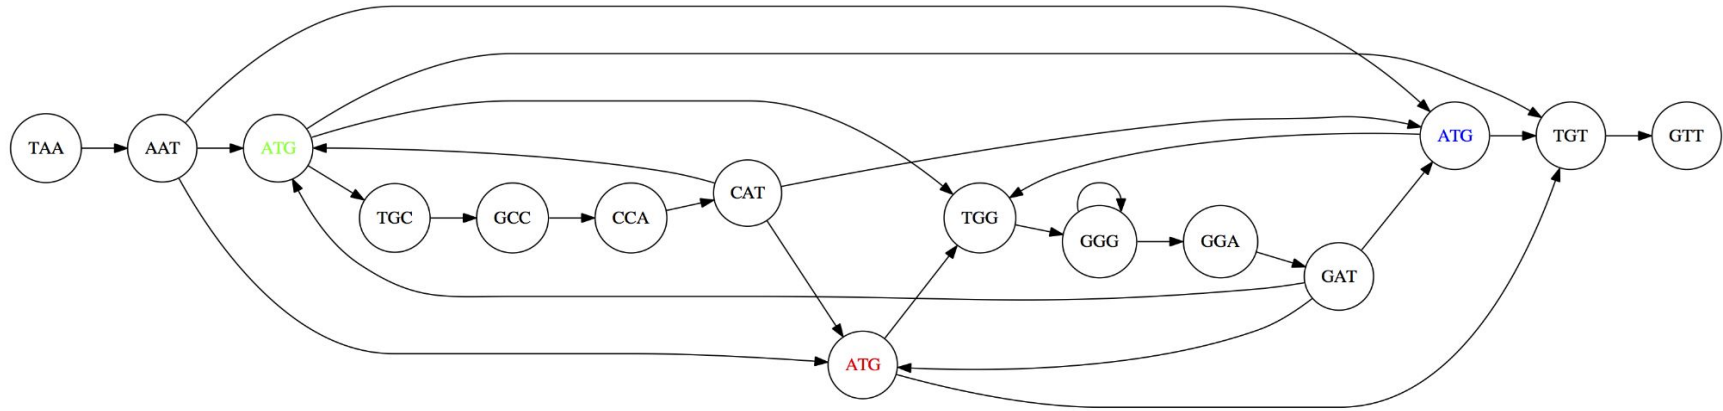 TAA
AAT
ATG
TGC
GCC
CCA
CAT
ATG
TGG
GGG
GGA
GAT
ATG
TGT
GTT